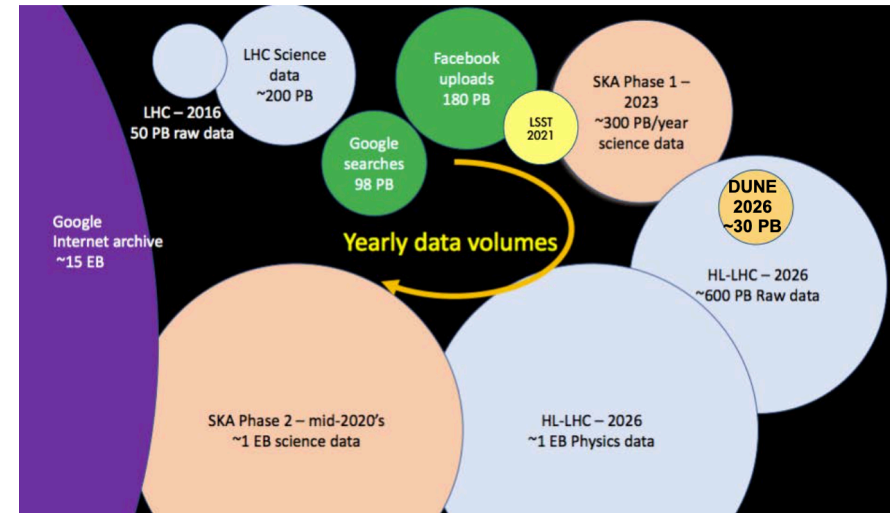 LHC Science
data
~200 PB
LHC – 2016
50 PB raw data
Facebook
uploads
180 PB
Google
searches
98 PB
LSST
2021
SKA Phase 1 –
2023
~300 PB/year
science data
DUNE
2026
~30 PB
HL-LHC – 2026
~600 PB Raw data
Google
Internet archive
~15 EB
Yearly data volumes
SKA Phase 2 – mid-2020's
~1 EB science data
HL-LHC – 2026
~1 EB Physics data